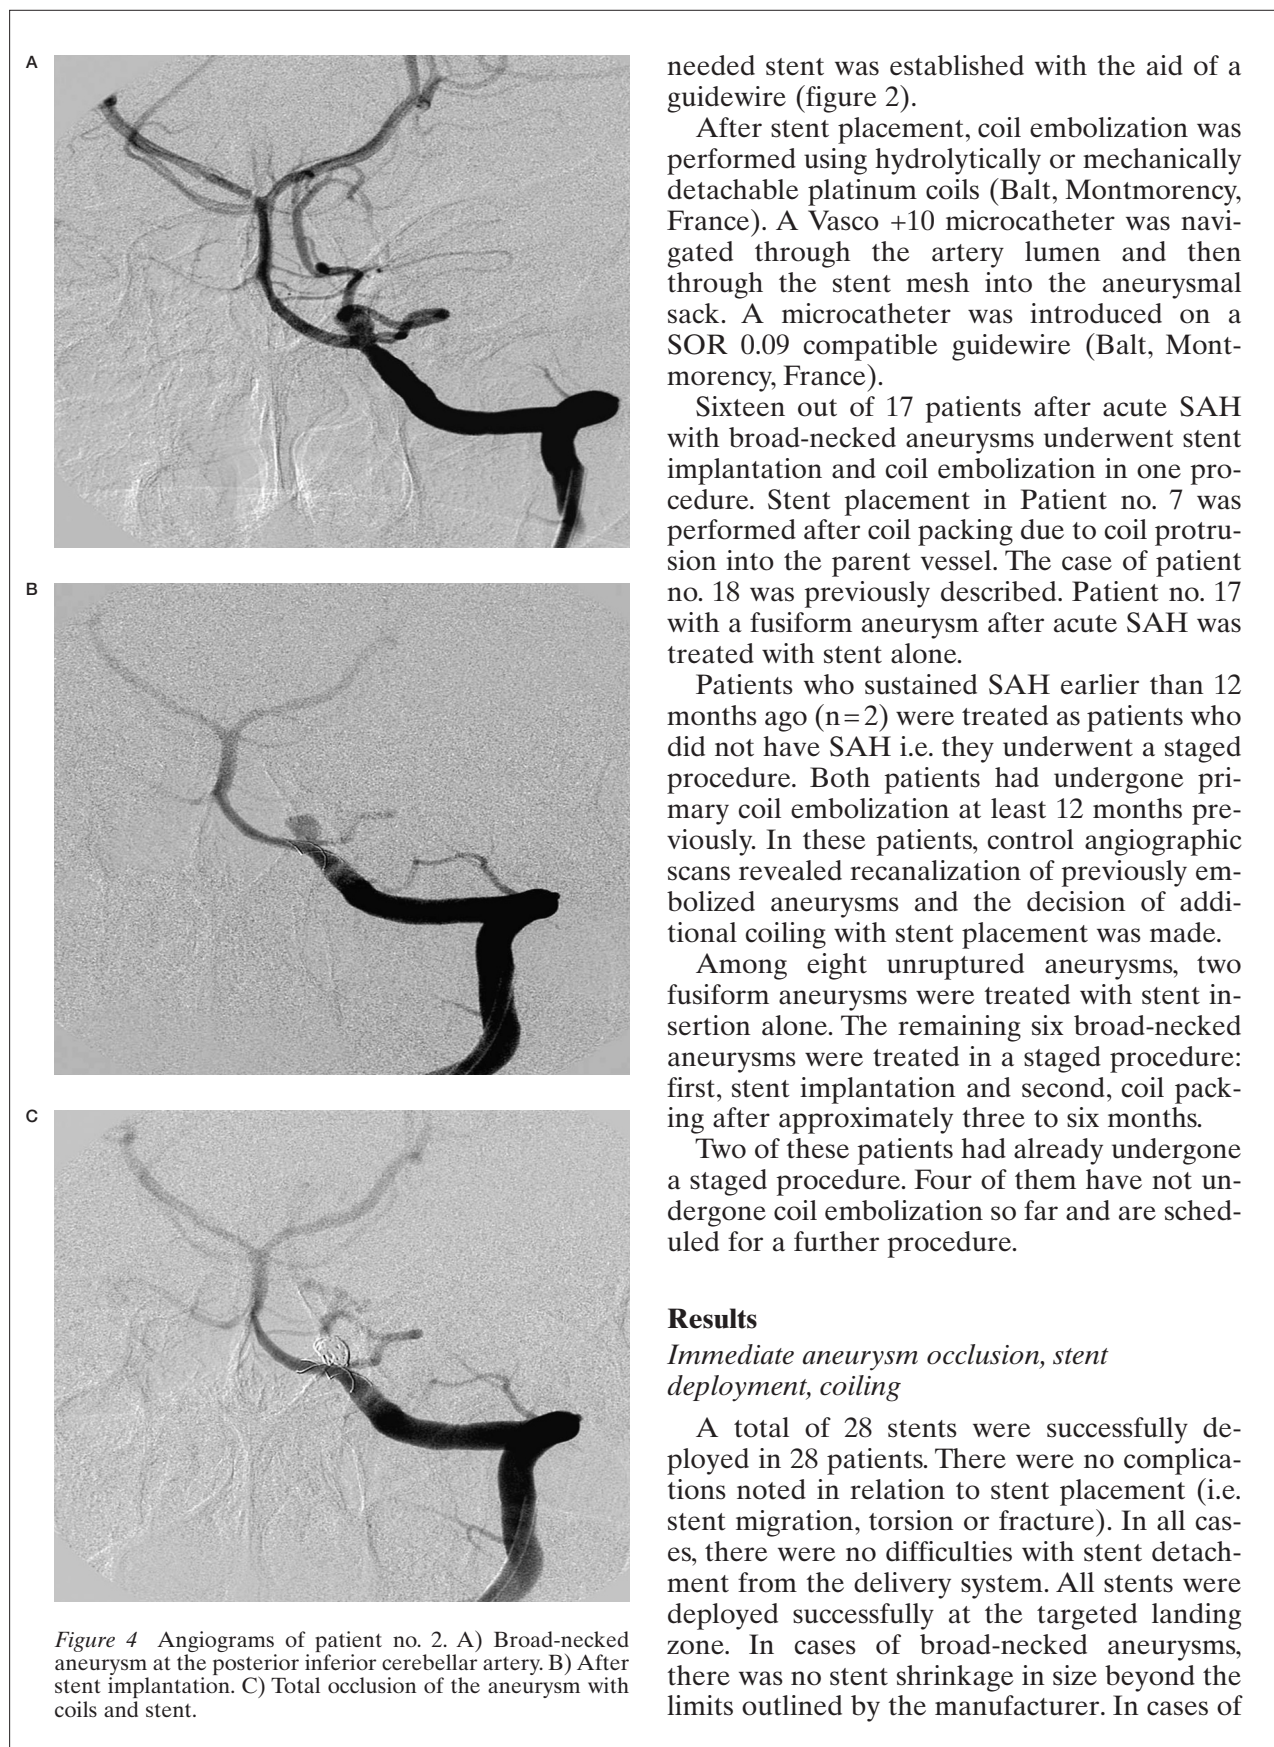 A
B
C
Figure 4 Angiograms of patient no. 2. A) Broad-necked
aneurysm at the posterior inferior cerebellar artery. B) After
stent implantation. C) Total occlusion of the aneurysm with
coils and stent.
needed stent was established with the aid of a
guidewire (figure 2).
After stent placement, coil embolization was
performed using hydrolytically or mechanically
detachable platinum coils (Balt, Montmorency,
France). A Vasco +10 microcatheter was navi-
gated through the artery lumen and then
through the stent mesh into the aneurysmal
sack. A microcatheter was introduced on a
SOR 0.09 compatible guidewire (Balt, Mont-
morency, France).
Sixteen out of 17 patients after acute SAH
with broad-necked aneurysms underwent stent
implantation and coil embolization in one pro-
cedure. Stent placement in Patient no. 7 was
performed after coil packing due to coil protru-
sion into the parent vessel. The case of patient
no. 18 was previously described. Patient no. 17
with a fusiform aneurysm after acute SAH was
treated with stent alone.
Patients who sustained SAH earlier than 12
months ago (n=2) were treated as patients who
did not have SAH i.e. they underwent a staged
procedure. Both patients had undergone pri-
mary coil embolization at least 12 months pre-
viously. In these patients, control angiographic
scans revealed recanalization of previously em-
bolized aneurysms and the decision of addi-
tional coiling with stent placement was made.
Among eight unruptured aneurysms, two
fusiform aneurysms were treated with stent in-
sertion alone. The remaining six broad-necked
aneurysms were treated in a staged procedure:
first, stent implantation and second, coil pack-
ing after approximately three to six months.
Two of these patients had already undergone
a staged procedure. Four of them have not un-
dergone coil embolization so far and are sched-
uled for a further procedure.
Results
Immediate aneurysm occlusion, stent
deployment, coiling
A total of 28 stents were successfully de-
ployed in 28 patients. There were no complica-
tions noted in relation to stent placement (i.e.
stent migration, torsion or fracture). In all cas-
es, there were no difficulties with stent detach-
ment from the delivery system. All stents were
deployed successfully at the targeted landing
zone. In cases of broad-necked aneurysms,
there was no stent shrinkage in size beyond the
limits outlined by the manufacturer. In cases of